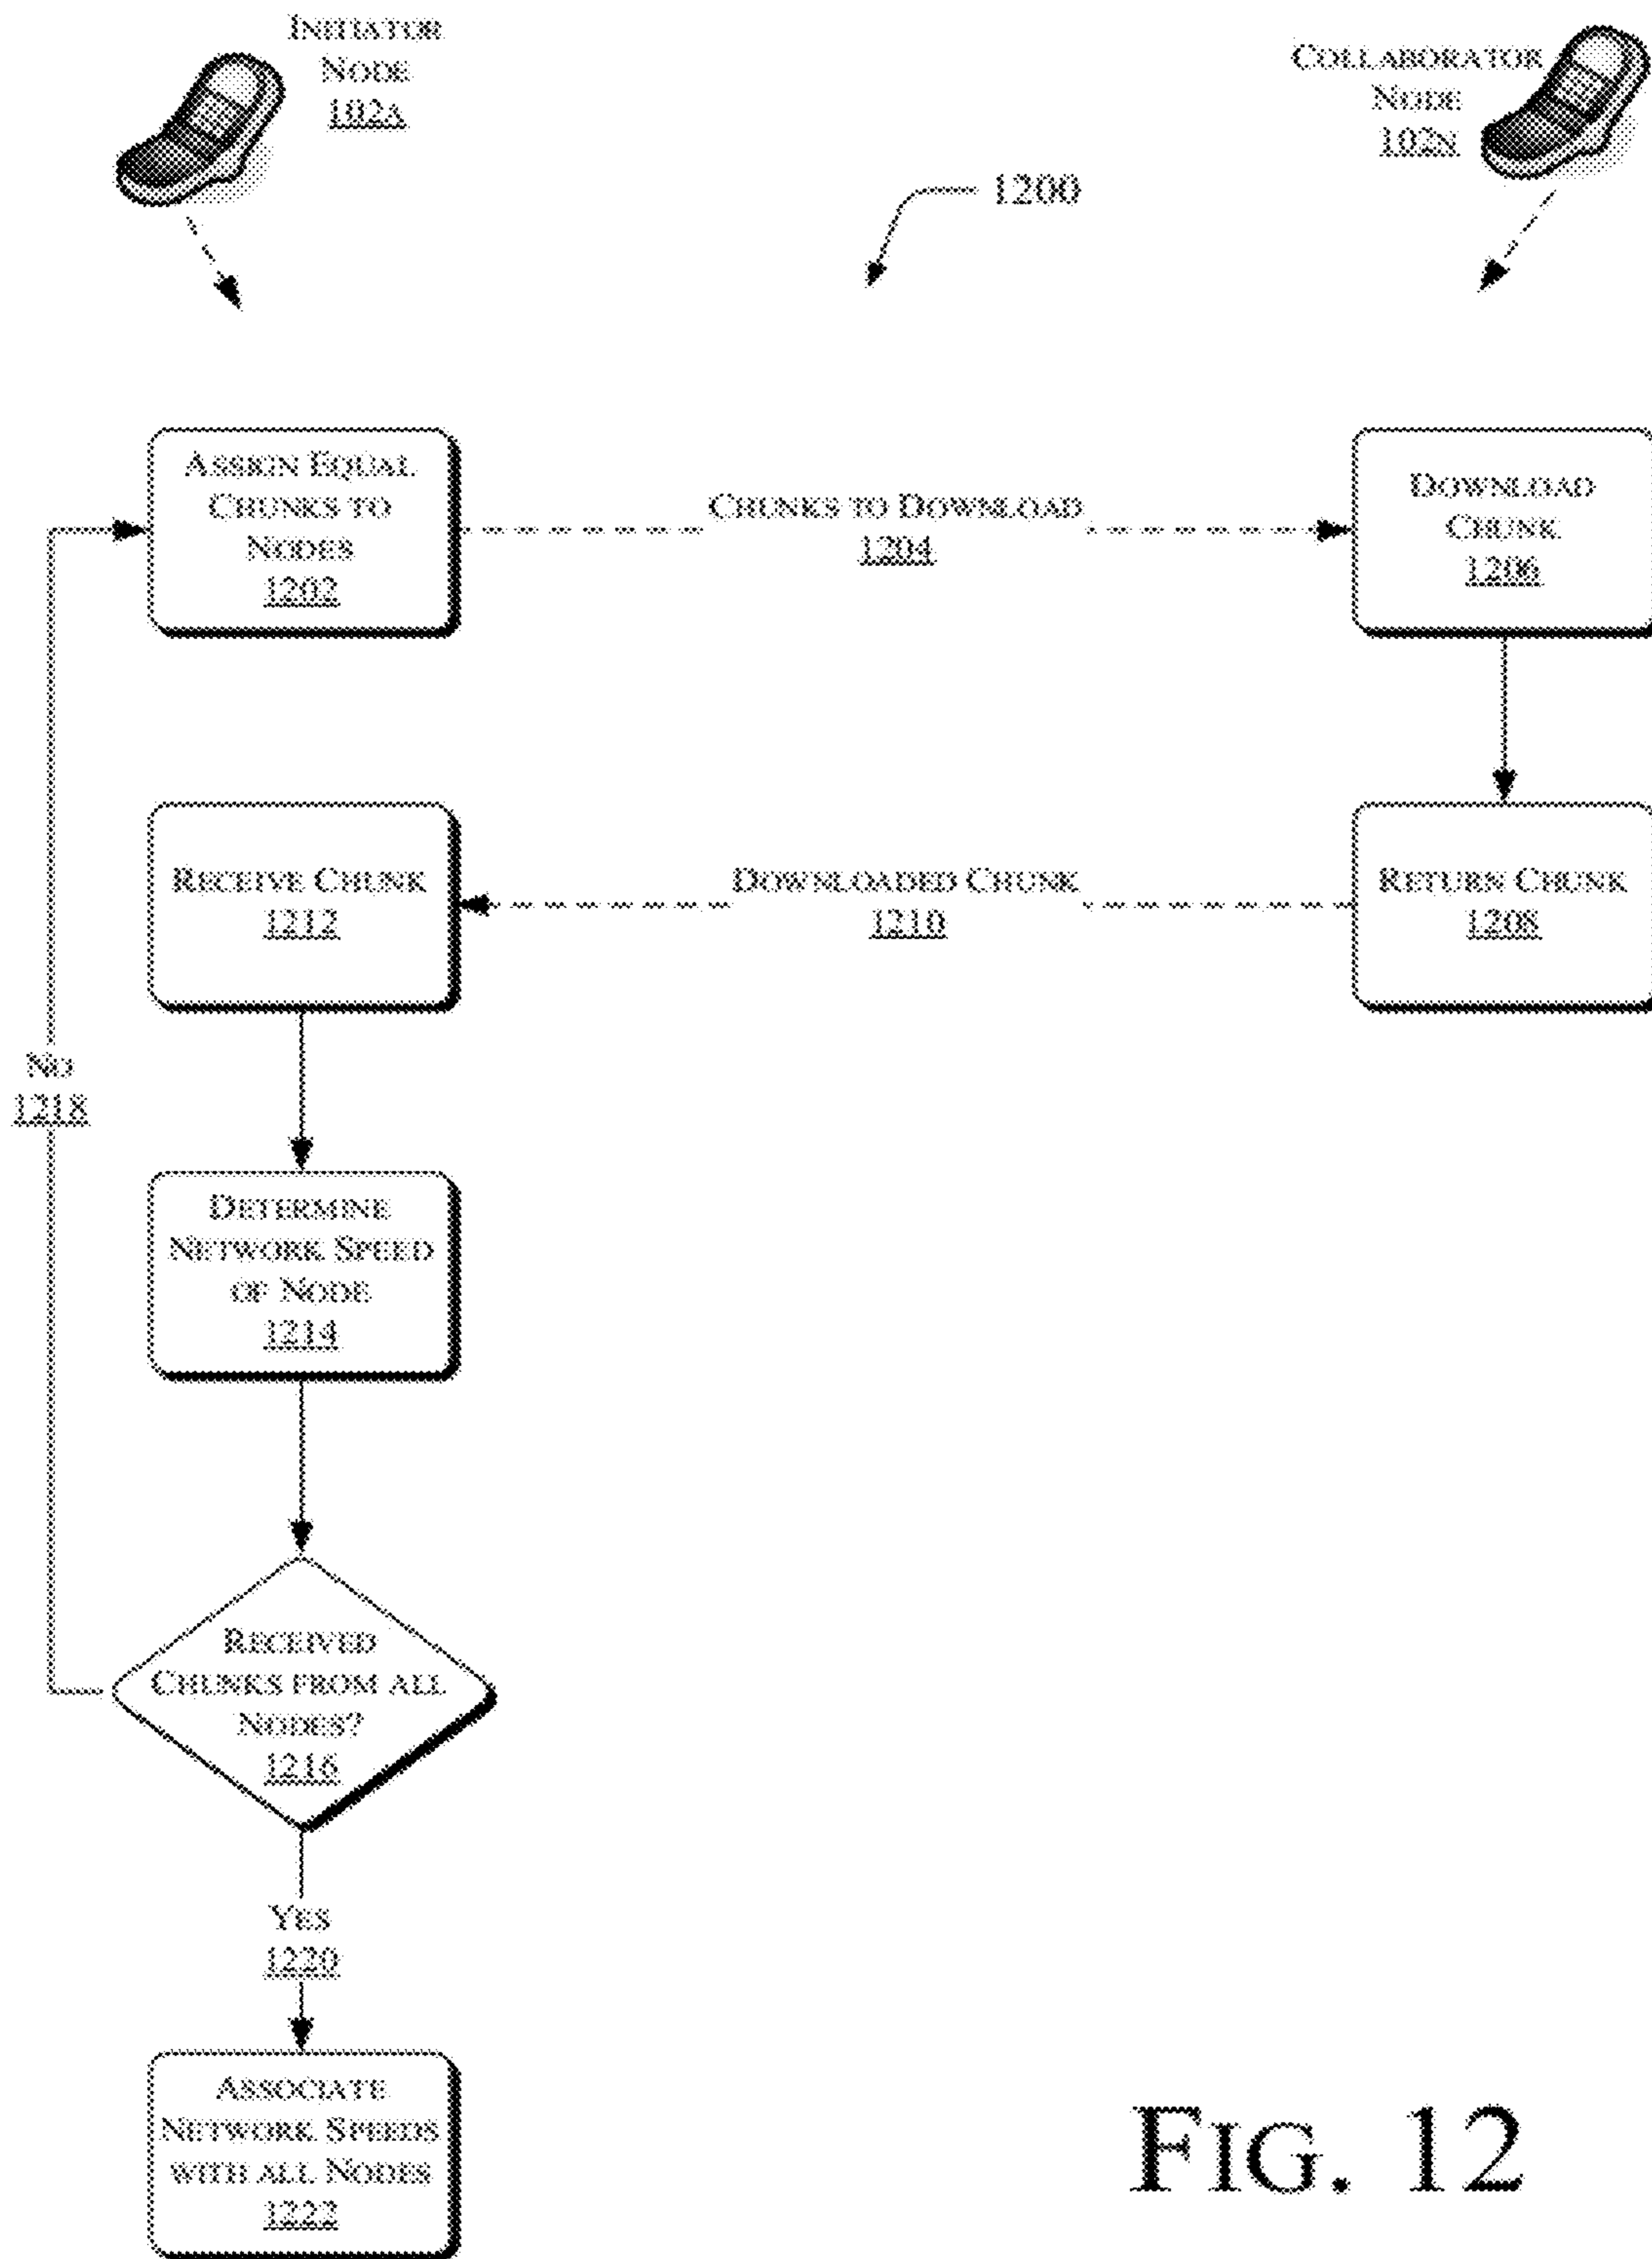 INITIATOR
NODE
102A
COLLABORATOR
NODE
102N
1200
ASSIGN EQUAL
CHUNKS TO
NODES
1202
CHUNKS TO DOWNLOAD
1204
DOWNLOAD
CHUNK
1206
RECEIVE CHUNK
1212
DOWNLOADED CHUNK
1210
RETURN CHUNK
1208
NO
1218
DETERMINE
NETWORK SPEED
OF NODE
1214
RECEIVED
CHUNKS FROM ALL
NODES?
1216
YES
1220
ASSOCIATE
NETWORK SPEEDS
WITH ALL NODES
1222
FIG. 12